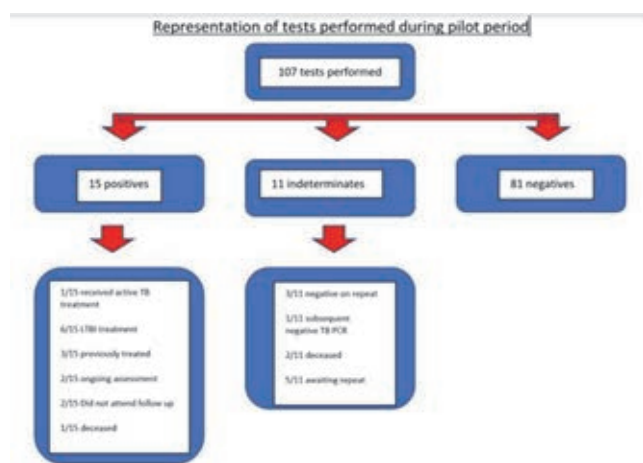 Representation of tests performed during pilot period
107 tests performed
15 positives
11 indeterminates
81 negatives
1/15 received active TB
treatment
6/15 LTBI treatment
3/15 previously treated
2/15 ongoing assessment
2/15 Did not attend follow up
1/15 deceased
3/11 negative on repeat
1/11 subsequent
negative TB PCR
2/11 deceased
5/11 awaiting repeat